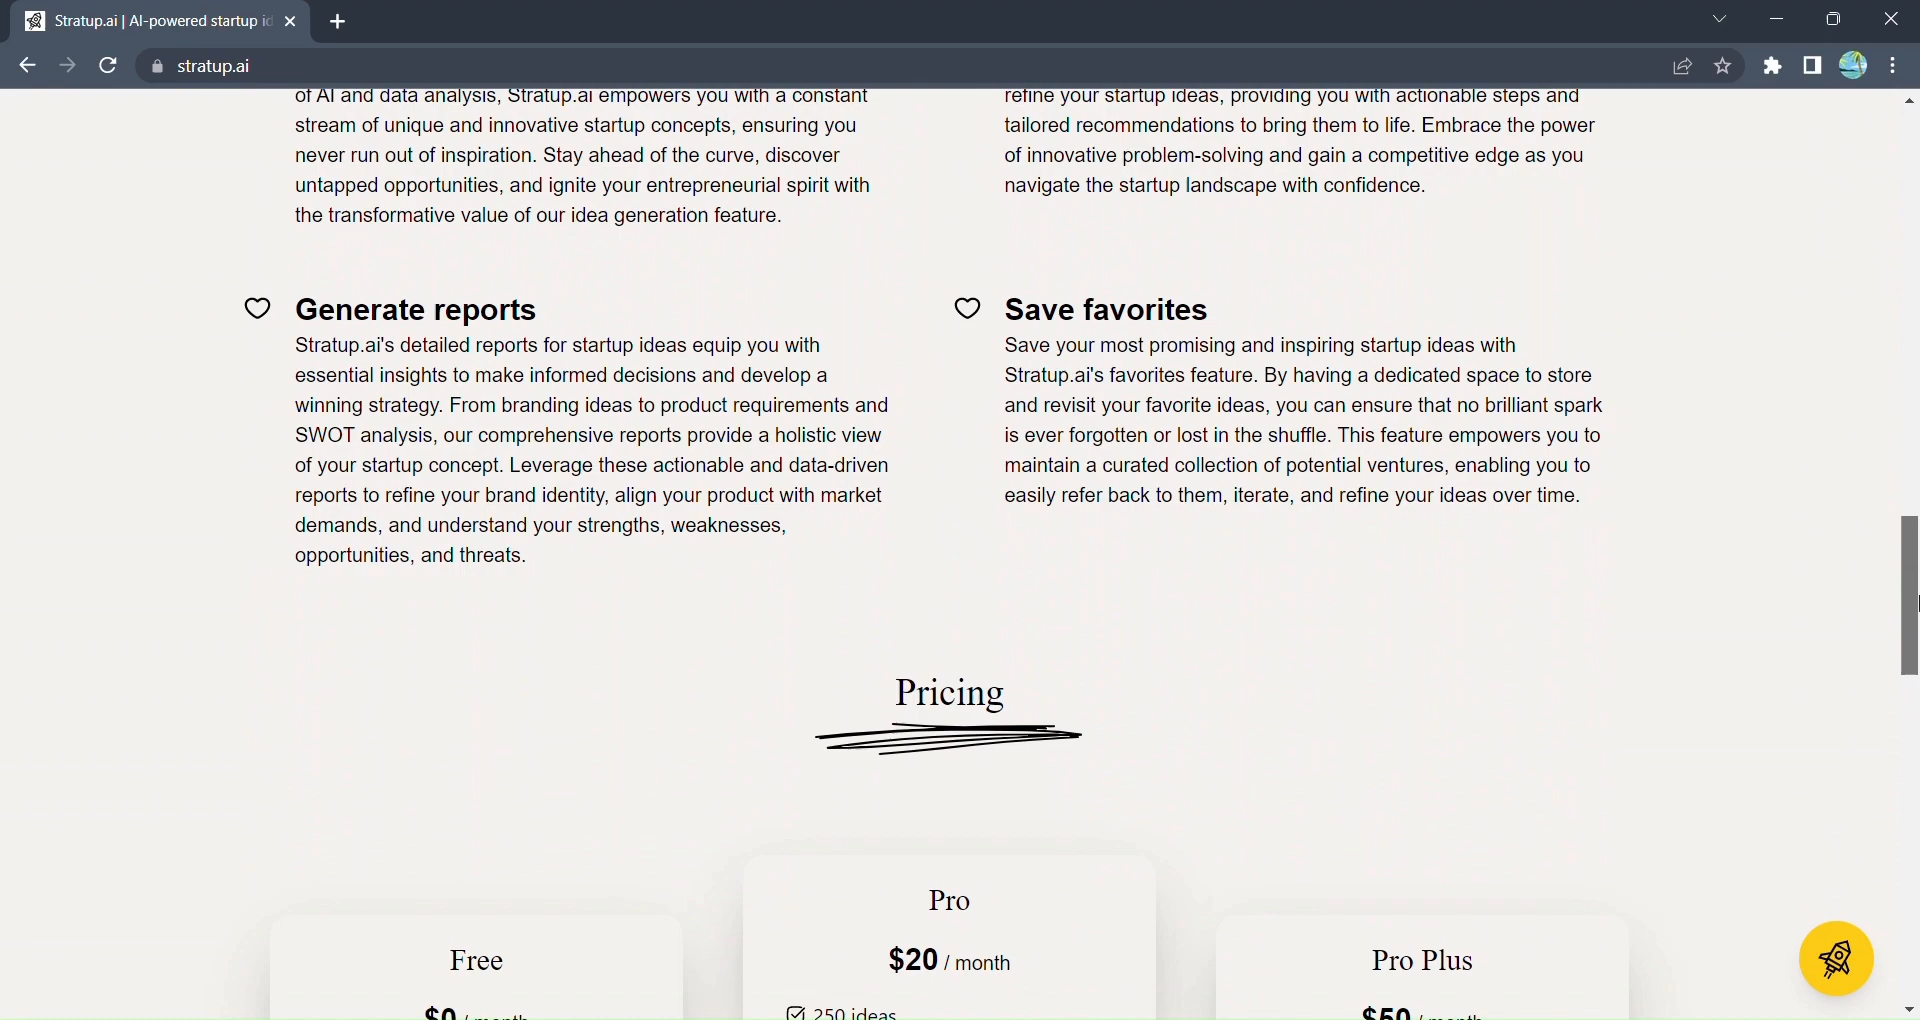 Stratup.ai | AI-powered startup id
stratup.ai
of AI and data analysis, Stratup.ai empowers you with a constant
stream of unique and innovative startup concepts, ensuring you
never run out of inspiration. Stay ahead of the curve, discover
untapped opportunities, and ignite your entrepreneurial spirit with
the transformative value of our idea generation feature.
refine your startup ideas, providing you with actionable steps and
tailored recommendations to bring them to life. Embrace the power
of innovative problem-solving and gain a competitive edge as you
navigate the startup landscape with confidence.
Generate reports
Stratup.ai's detailed reports for startup ideas equip you with
essential insights to make informed decisions and develop a
winning strategy. From branding ideas to product requirements and
SWOT analysis, our comprehensive reports provide a holistic view
of your startup concept. Leverage these actionable and data-driven
reports to refine your brand identity, align your product with market
demands, and understand your strengths, weaknesses,
opportunities, and threats.
Save favorites
Save your most promising and inspiring startup ideas with
Stratup.ai's favorites feature. By having a dedicated space to store
and revisit your favorite ideas, you can ensure that no brilliant spark
is ever forgotten or lost in the shuffle. This feature empowers you to
maintain a curated collection of potential ventures, enabling you to
easily refer back to them, iterate, and refine your ideas over time.
Pricing
Free
$0 / month
Pro
$20 / month
250 ideas
Pro Plus
$50 / month